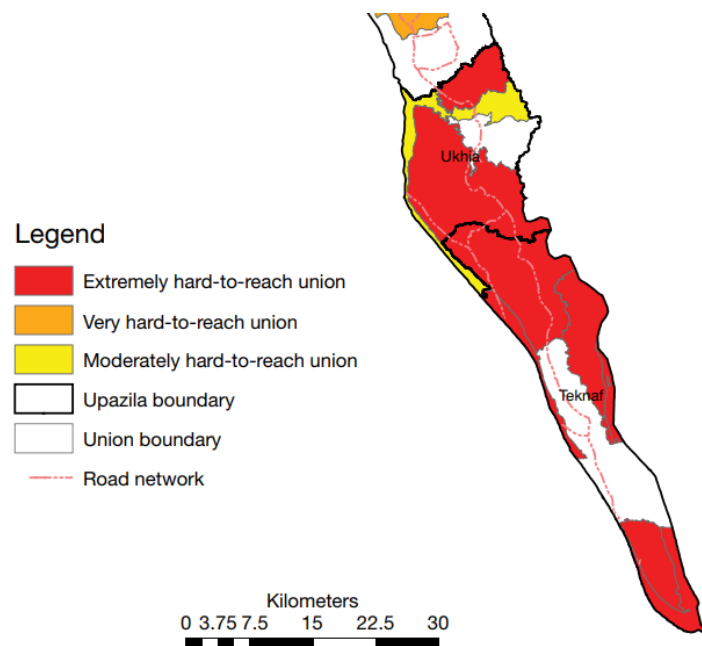 Ukhia
Legend
Extremely hard-to-reach union
Very hard-to-reach union
Moderately hard-to-reach union
Upazila boundary
Union boundary
Road network
Teknaf
Kilometers
0 3.75 7.5 15 22.5 30